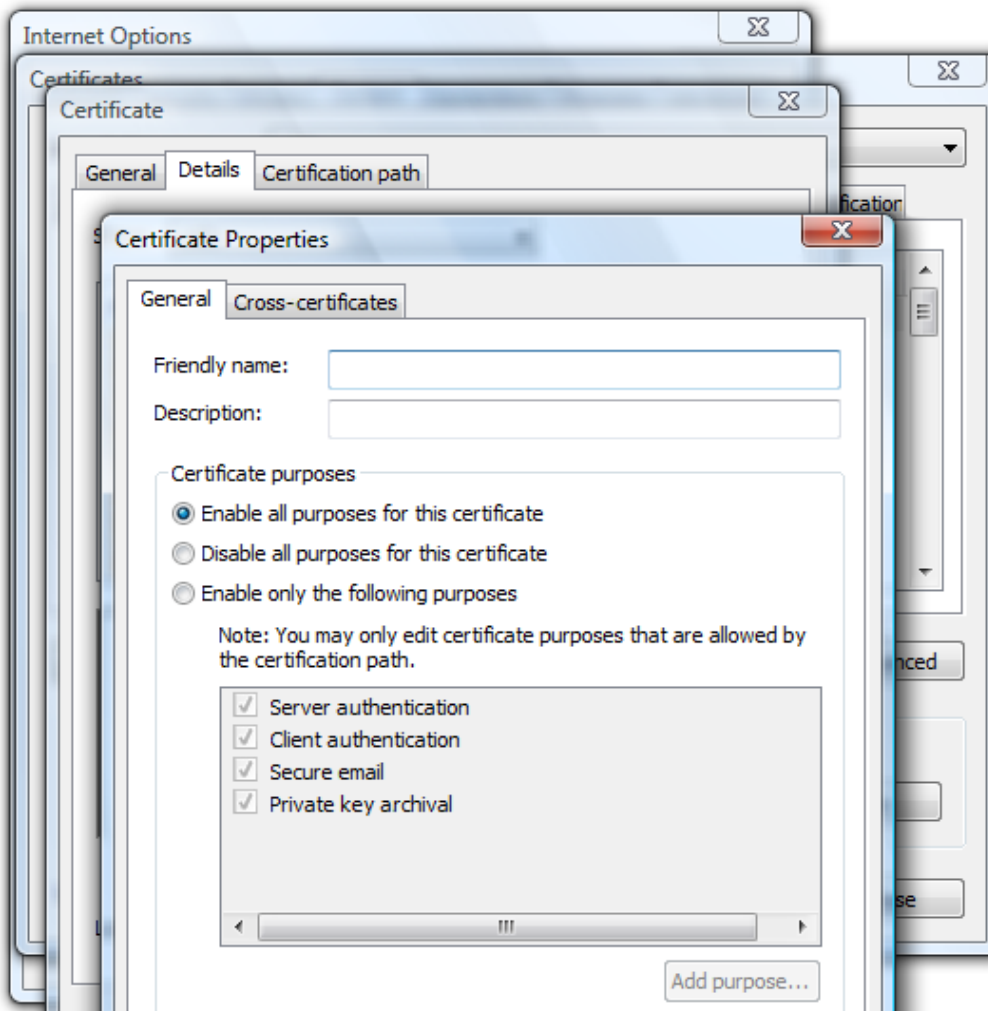 Internet Options
Certificates
Certificate
General Details Certification path
Certificate Properties
General Cross-certificates
Friendly name:
Description:
Certificate purposes
Enable all purposes for this certificate
Disable all purposes for this certificate
Enable only the following purposes
Note: You may only edit certificate purposes that are allowed by
the certification path.
Server authentication
Client authentication
Secure email
Private key archival
Add purpose...